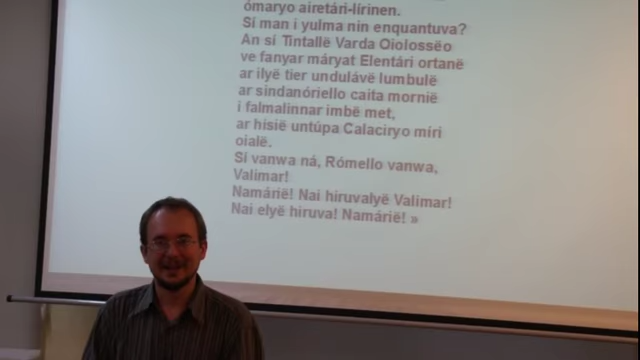 ómaryo airetári-lírinen.
Sí man i yulma nin enquantuva?
An sí Tintallë Varda Oiolossëo
ve fanyar máryat Elentári ortanë
ar ilyë tier undulávë lumbulë
ar sindanóriello caita mornië
i falmalinnar imbë met,
ar hísië untúpa Calaciryo míri
oialë.
Sí vanwa ná, Rómello vanwa,
Valimar!
Namárië! Nai hiruvalyë Valimar!
Nai elyë hiruva! Namárië! »